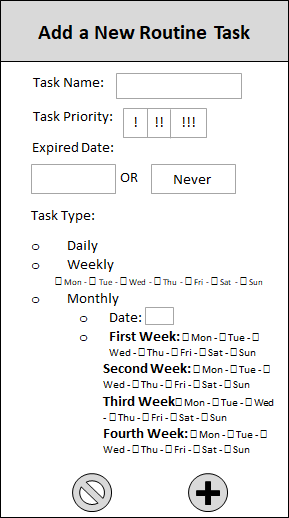 Add a New Routine Task
Task Name:
Task Priority: ! !! !!!
Expired Date:
OR Never
Task Type:
o Daily
o Weekly
□ Mon - □ Tue - □ Wed - □ Thu - □ Fri - □ Sat - □ Sun
o Monthly
o Date:
o First Week: □ Mon - □ Tue - □
Wed - □ Thu - □ Fri - □ Sat - □ Sun
Second Week: □ Mon - □ Tue - □
Wed - □ Thu - □ Fri - □ Sat - □ Sun
Third Week□ Mon - □ Tue - □ Wed
- □ Thu - □ Fri - □ Sat - □ Sun
Fourth Week: □ Mon - □ Tue - □
Wed - □ Thu - □ Fri - □ Sat - □ Sun